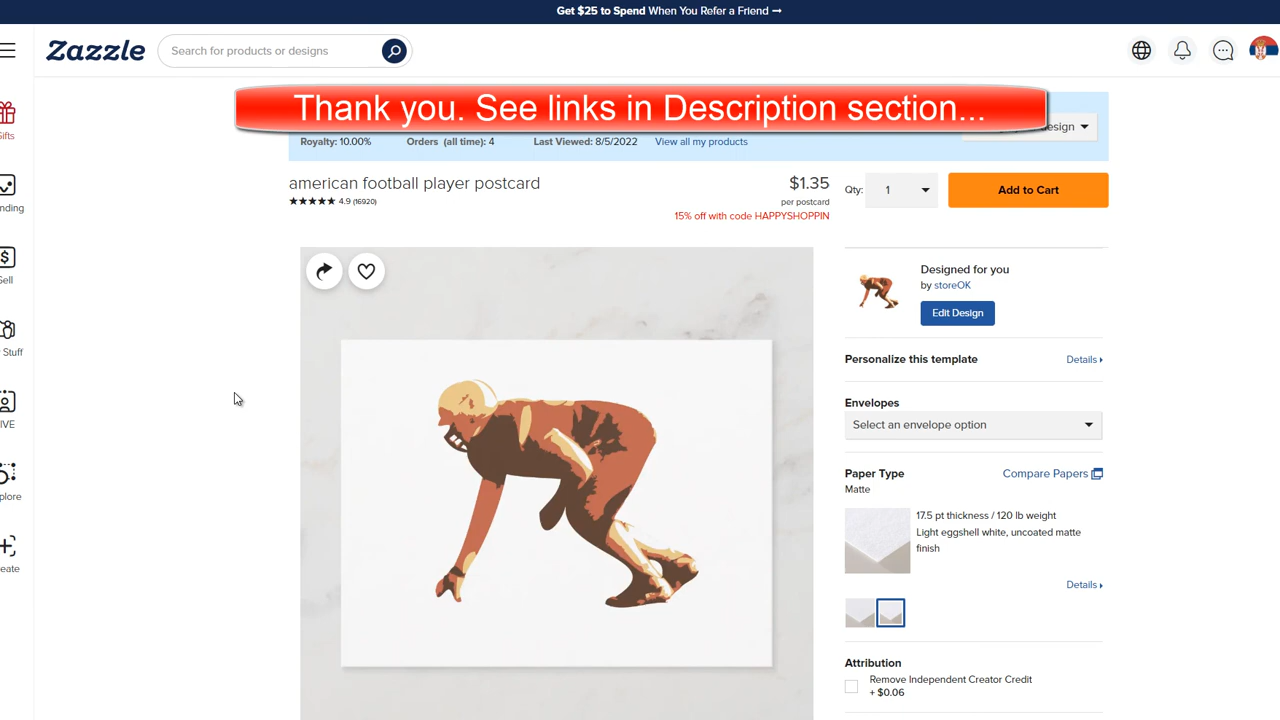 Get $25 to Spend When You Refer a Friend →
Zazzle
Search for products or designs
Thank you. See links in Description section...
design
Royalty: 10.00% Orders (all time): 4 Last Viewed: 8/5/2022 View all my products
american football player postcard
4.9 (16920)
$1.35
per postcard
15% off with code HAPPYSHOPPIN
Qty: 1
Add to Cart
Designed for you
by storeOK
Edit Design
Personalize this template Details
Envelopes
Select an envelope option
Paper Type Compare Papers
Matte
17.5 pt thickness / 120 lb weight
Light eggshell white, uncoated matte
finish
Details
Attribution
Remove Independent Creator Credit
+ $0.06
ifts
nding
ell
Stuff
IVE
plore
eate